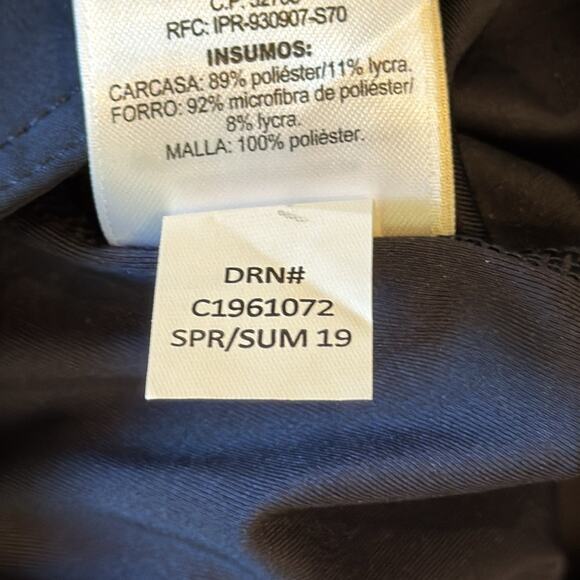 RFC: IPR-930907-S70
INSUMOS:
CARCASA: 89% poliéster/11% lycra.
FORRO: 92% microfibra de poliéster/
8% lycra.
MALLA: 100% poliéster.
DRN#
C1961072
SPR/SUM 19